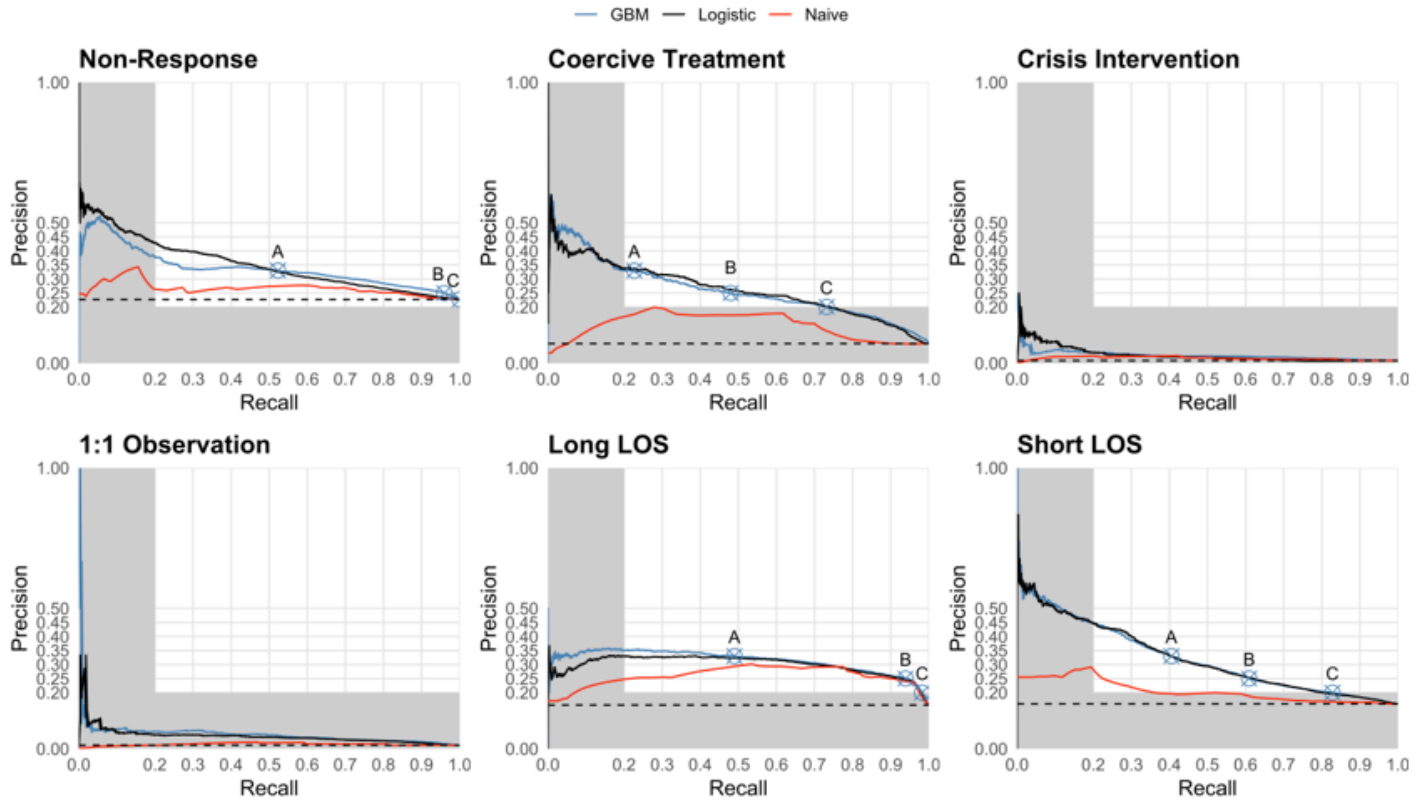 GBM Logistic Naive
Non-Response Coercive Treatment Crisis Intervention
1.00 1.00 1.00
Precision Precision Precision
0.50 0.50 0.50
0.45 0.45 0.45
0.40 0.40 0.40
0.35 0.35 0.35
0.30 0.30 0.30
0.25 0.25 0.25
0.20 0.20 0.20
0.00 0.00 0.00
A B C A B C
0.0 0.2 0.3 0.4 0.5 0.6 0.7 0.8 0.9 1.0 0.0 0.2 0.3 0.4 0.5 0.6 0.7 0.8 0.9 1.0 0.0 0.2 0.3 0.4 0.5 0.6 0.7 0.8 0.9 1.0
Recall Recall Recall
1:1 Observation Long LOS Short LOS
1.00 1.00 1.00
Precision Precision Precision
0.50 0.50 0.50
0.45 0.45 0.45
0.40 0.40 0.40
0.35 0.35 0.35
0.30 0.30 0.30
0.25 0.25 0.25
0.20 0.20 0.20
0.00 0.00 0.00
A B C A B C
0.0 0.2 0.3 0.4 0.5 0.6 0.7 0.8 0.9 1.0 0.0 0.2 0.3 0.4 0.5 0.6 0.7 0.8 0.9 1.0 0.0 0.2 0.3 0.4 0.5 0.6 0.7 0.8 0.9 1.0
Recall Recall Recall